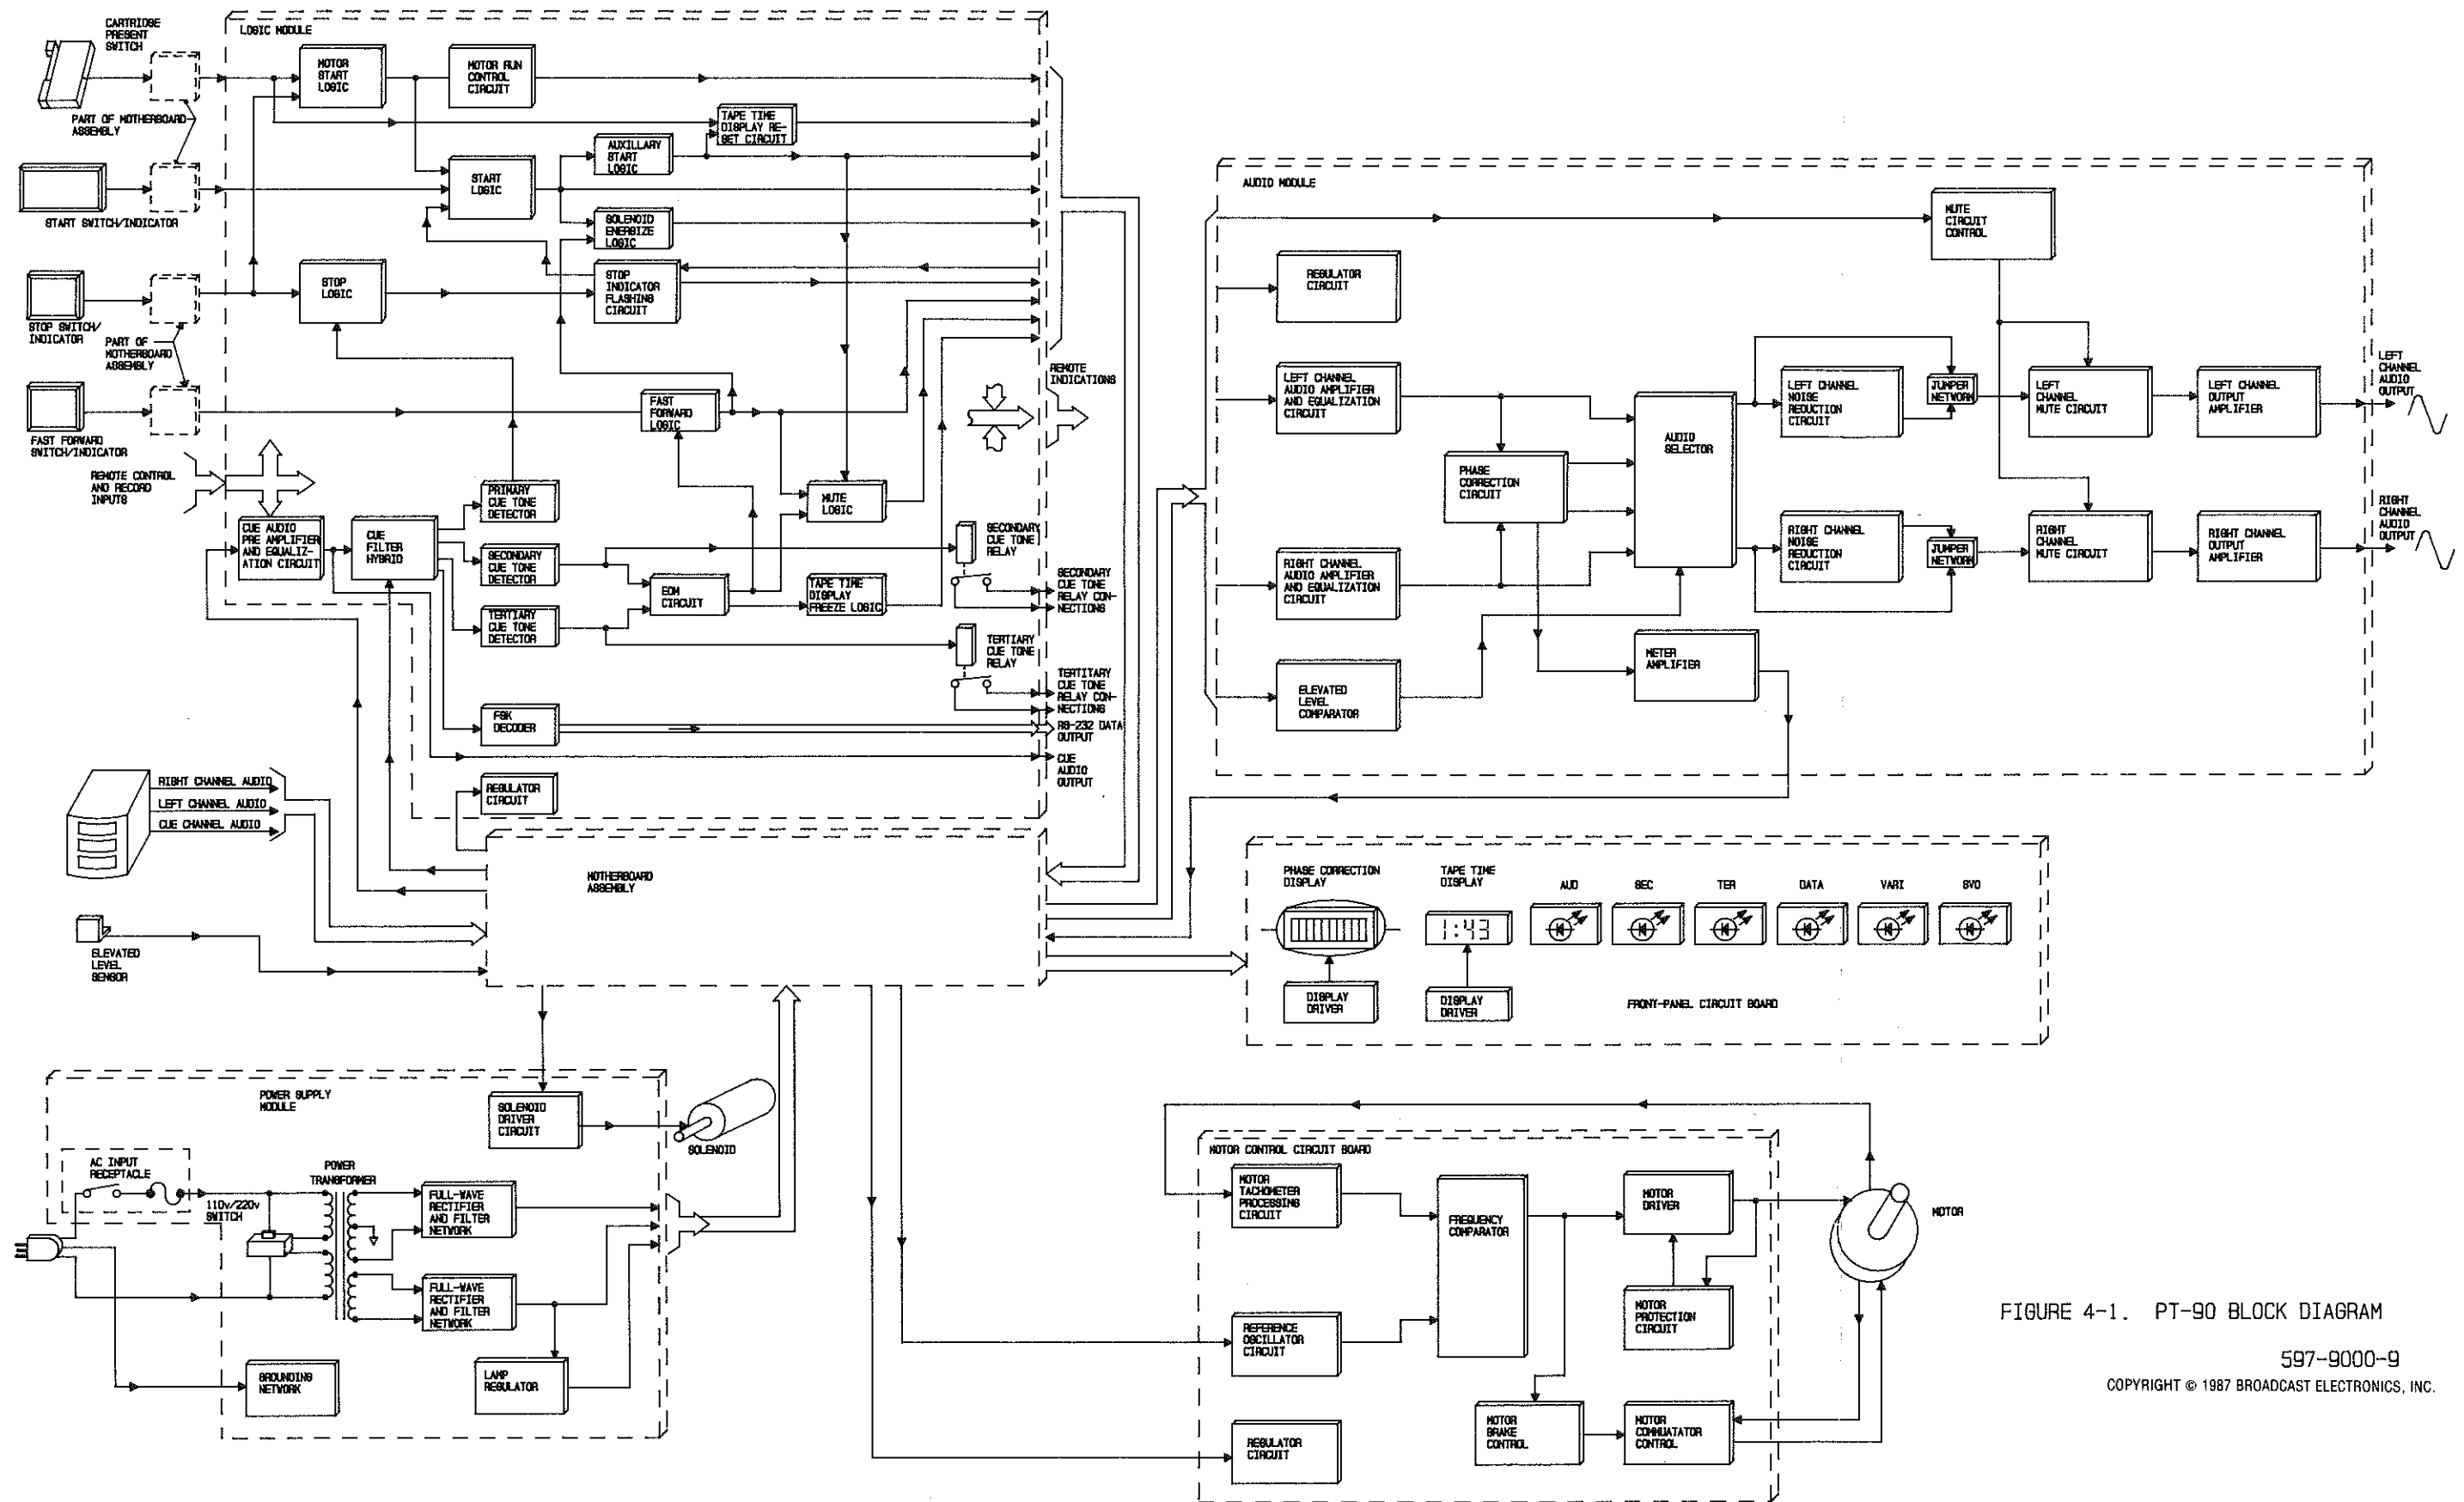 CARTRIDGE
PRESENT
SWITCH
LOGIC MODULE
MOTOR
START
LOGIC
MOTOR RUN
CONTROL
CIRCUIT
PART OF MOTHERBOARD
ASSEMBLY
TAPE TIME
DISPLAY RE-
SET CIRCUIT
AUXILLARY
START
LOGIC
START
LOGIC
START SWITCH/INDICATOR
SOLENOID
ENERGIZE
LOGIC
STOP
LOGIC
STOP
INDICATOR
FLASHING
CIRCUIT
STOP SWITCH/
INDICATOR
PART OF
MOTHERBOARD
ASSEMBLY
REMOTE
INDICATIONS
FAST
FORWARD
LOGIC
FAST FORWARD
SWITCH/INDICATOR
REMOTE CONTROL
AND RECORD
INPUTS
PRIMARY
CUE TONE
DETECTOR
MUTE
LOGIC
CUE AUDIO
PRE AMPLIFIER
AND EQUALIZ-
ATION CIRCUIT
CUE
FILTER
HYBRID
SECONDARY
CUE TONE
RELAY
SECONDARY
CUE TONE
DETECTOR
SECONDARY
CUE TONE
RELAY CON-
NECTIONS
EOM
CIRCUIT
TAPE TIME
DISPLAY
FREEZE LOGIC
TERTIARY
CUE TONE
DETECTOR
TERTIARY
CUE TONE
RELAY
TERTITARY
CUE TONE
RELAY CON-
NECTIONS
FSK
DECODER
RS-232 DATA
OUTPUT
CUE
AUDIO
OUTPUT
REGULATOR
CIRCUIT
RIGHT CHANNEL AUDIO
LEFT CHANNEL AUDIO
CUE CHANNEL AUDIO
MOTHERBOARD
ASSEMBLY
ELEVATED
LEVEL
SENSOR
AUDIO MODULE
MUTE
CIRCUIT
CONTROL
REGULATOR
CIRCUIT
LEFT CHANNEL
AUDIO AMPLIFIER
AND EQUALIZATION
CIRCUIT
AUDIO
SELECTOR
LEFT CHANNEL
NOISE
REDUCTION
CIRCUIT
JUMPER
NETWORK
LEFT
CHANNEL
MUTE CIRCUIT
LEFT CHANNEL
OUTPUT
AMPLIFIER
LEFT
CHANNEL
AUDIO
OUTPUT
PHASE
CORRECTION
CIRCUIT
RIGHT CHANNEL
AUDIO AMPLIFIER
AND EQUALIZATION
CIRCUIT
RIGHT CHANNEL
NOISE
REDUCTION
CIRCUIT
JUMPER
NETWORK
RIGHT
CHANNEL
MUTE CIRCUIT
RIGHT CHANNEL
OUTPUT
AMPLIFIER
RIGHT
CHANNEL
AUDIO
OUTPUT
METER
AMPLIFIER
ELEVATED
LEVEL
COMPARATOR
PHASE CORRECTION
DISPLAY
TAPE TIME
DISPLAY
AUD
SEC
TER
DATA
VARI
SVO
1:43
DISPLAY
DRIVER
DISPLAY
DRIVER
FRONT-PANEL CIRCUIT BOARD
POWER SUPPLY
MODULE
SOLENOID
DRIVER
CIRCUIT
SOLENOID
AC INPUT
RECEPTACLE
POWER
TRANSFORMER
110v/220v
SWITCH
FULL-WAVE
RECTIFIER
AND FILTER
NETWORK
FULL-WAVE
RECTIFIER
AND FILTER
NETWORK
GROUNDING
NETWORK
LAMP
REGULATOR
MOTOR CONTROL CIRCUIT BOARD
MOTOR
TACHOMETER
PROCESSING
CIRCUIT
FREQUENCY
COMPARATOR
MOTOR
DRIVER
MOTOR
MOTOR
PROTECTION
CIRCUIT
REFERENCE
OSCILLATOR
CIRCUIT
REGULATOR
CIRCUIT
MOTOR
BRAKE
CONTROL
MOTOR
COMMUATATOR
CONTROL
FIGURE 4-1. PT-90 BLOCK DIAGRAM
597-9000-9
COPYRIGHT © 1987 BROADCAST ELECTRONICS, INC.